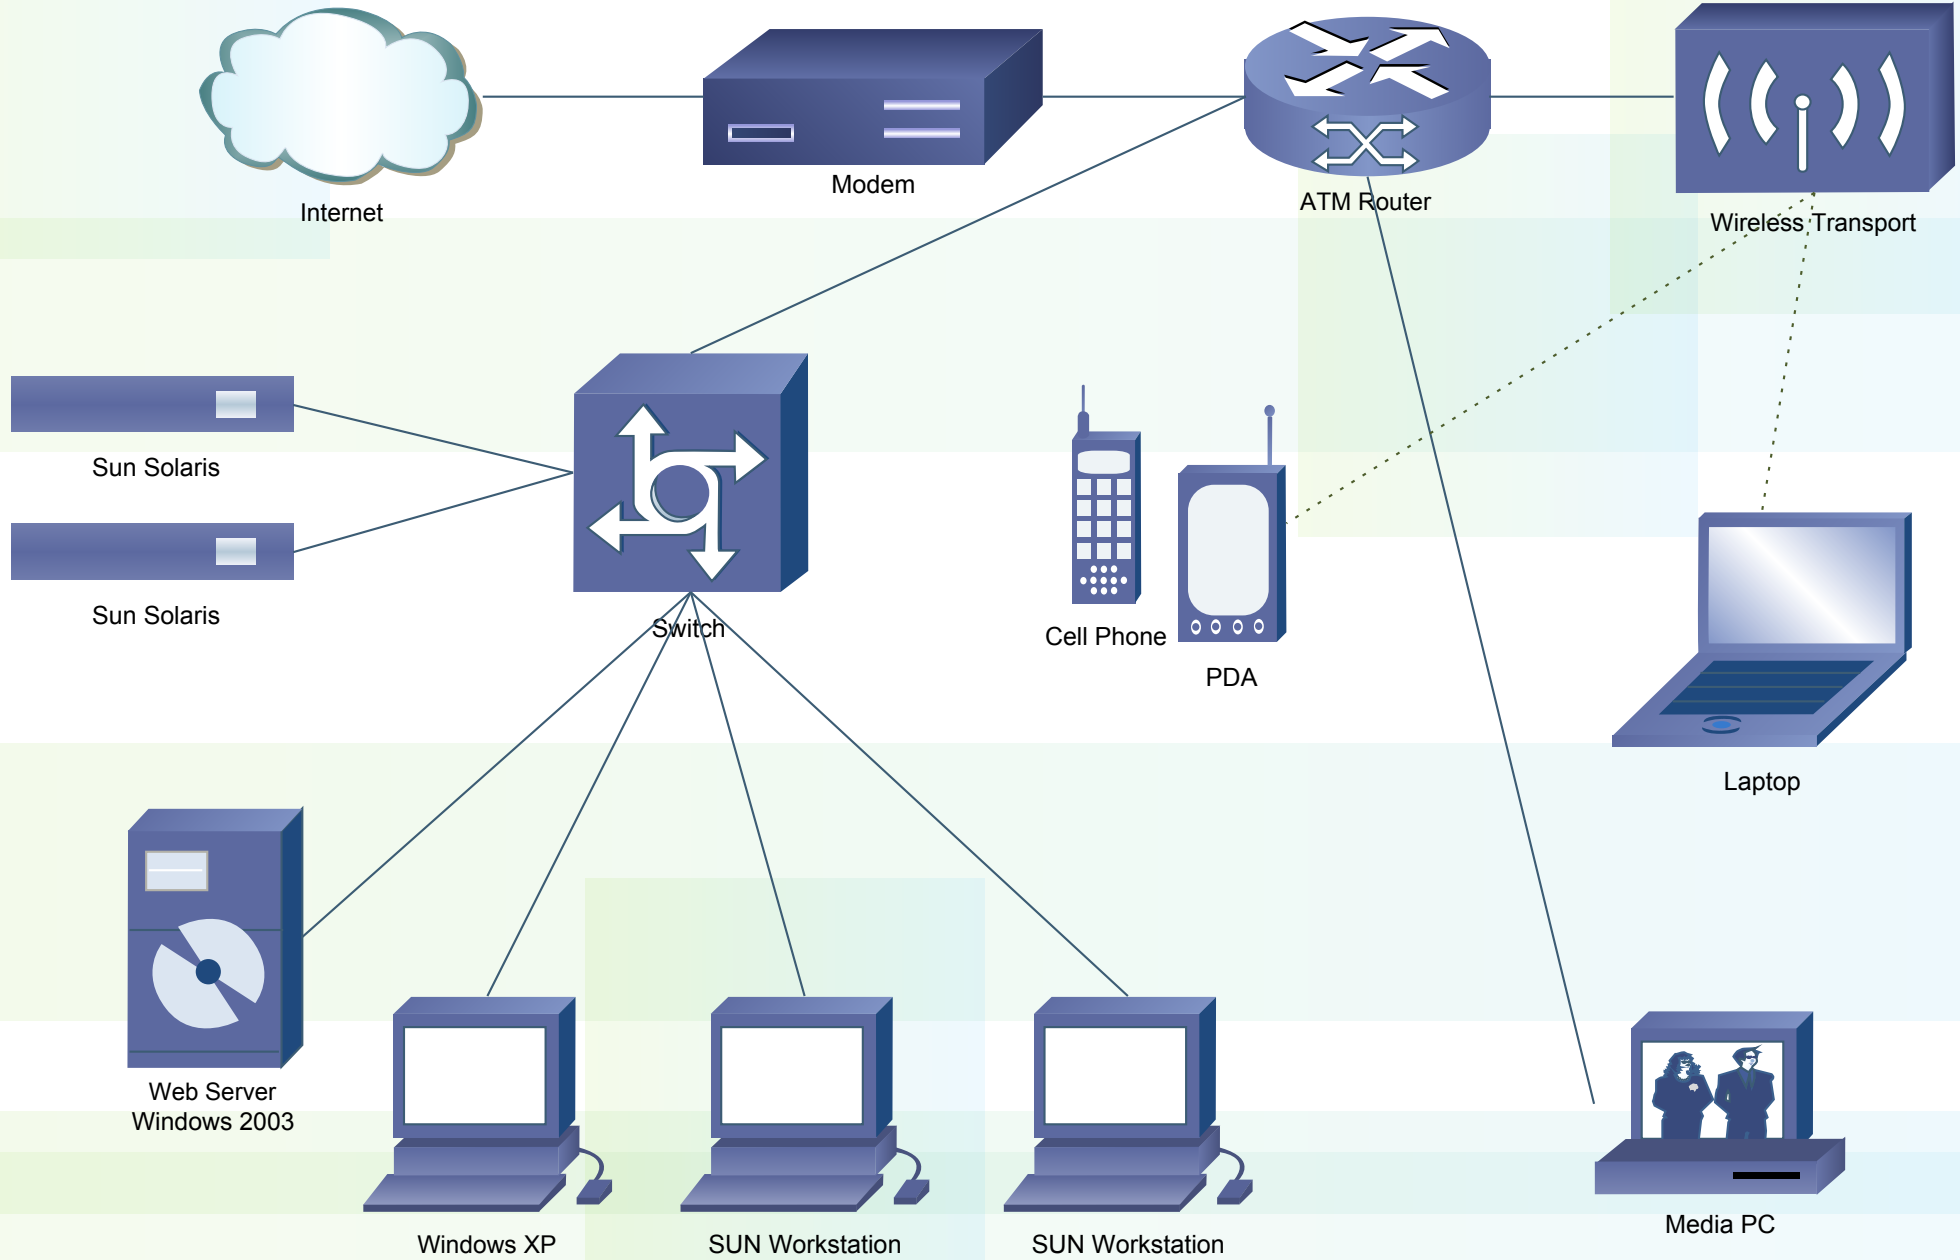 Internet
Modem
ATM Router
Wireless Transport
Sun Solaris
Sun Solaris
Switch
Cell Phone
PDA
Laptop
Web Server
Windows 2003
Windows XP
SUN Workstation
SUN Workstation
Media PC